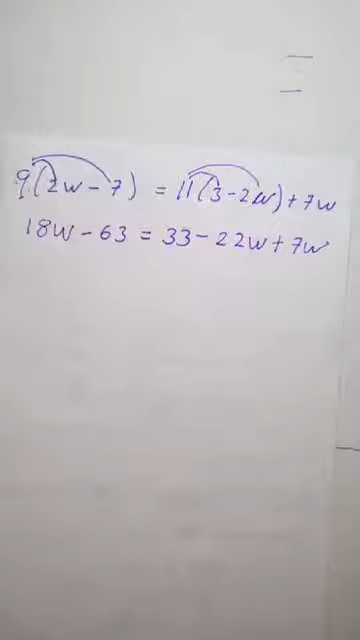 9(2w - 7) = 11(3 - 2w) + 7w
18w - 63 = 33 - 22w + 7w